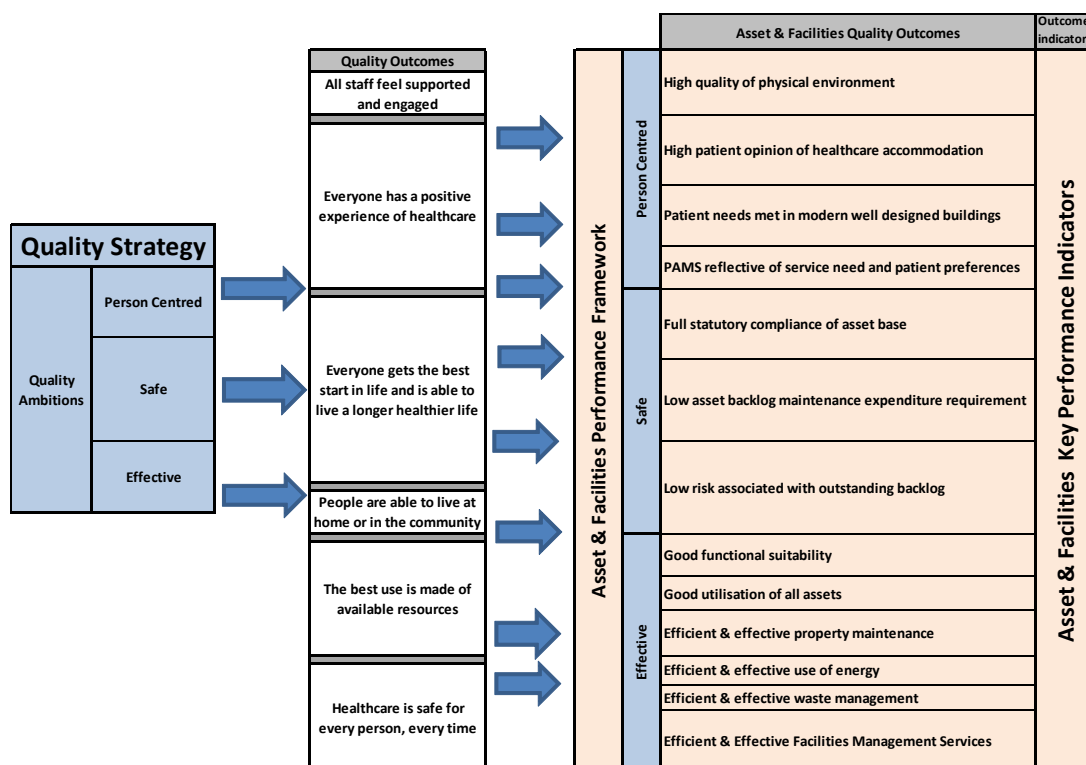 Quality Strategy
Quality
Ambitions
Person Centred
Safe
Effective
Quality Outcomes
All staff feel supported
and engaged
Everyone has a positive
experience of healthcare
Everyone gets the best
start in life and is able to
live a longer healthier life
People are able to live at
home or in the community
The best use is made of
available resources
Healthcare is safe for
every person, every time
Asset & Facilities Performance Framework
Asset & Facilities Quality Outcomes
Person Centred
High quality of physical environment
High patient opinion of healthcare accommodation
Patient needs met in modern well designed buildings
PAMS reflective of service need and patient preferences
Safe
Full statutory compliance of asset base
Low asset backlog maintenance expenditure requirement
Low risk associated with outstanding backlog
Effective
Good functional suitability
Good utilisation of all assets
Efficient & effective property maintenance
Efficient & effective use of energy
Efficient & effective waste management
Efficient & Effective Facilities Management Services
Outcome
indicator
Asset & Facilities Key Performance Indicators